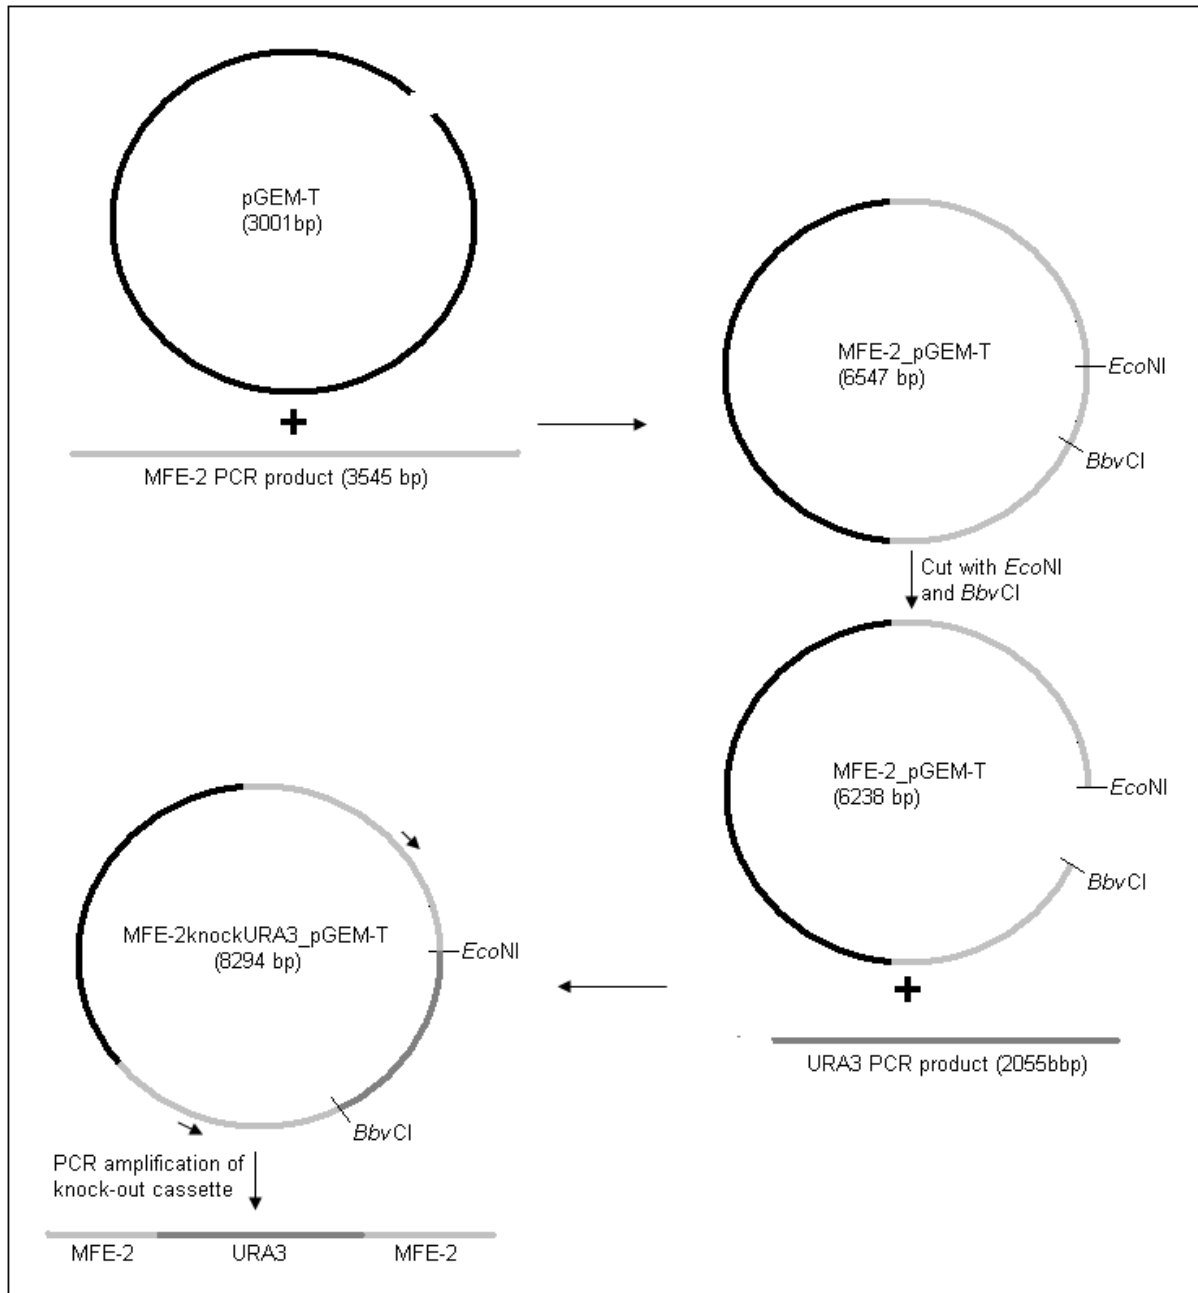 pGEM-T
(3001bp)
+
MFE-2 PCR product (3545 bp)
MFE-2_pGEM-T
(6547 bp)
EcoNI
BbvCI
Cut with EcoNI
and BbvCI
MFE-2_pGEM-T
(6238 bp)
EcoNI
BbvCI
+
URA3 PCR product (2055bbp)
MFE-2knockURA3_pGEM-T
(8294 bp)
EcoNI
BbvCI
PCR amplification of
knock-out cassette
MFE-2 URA3 MFE-2